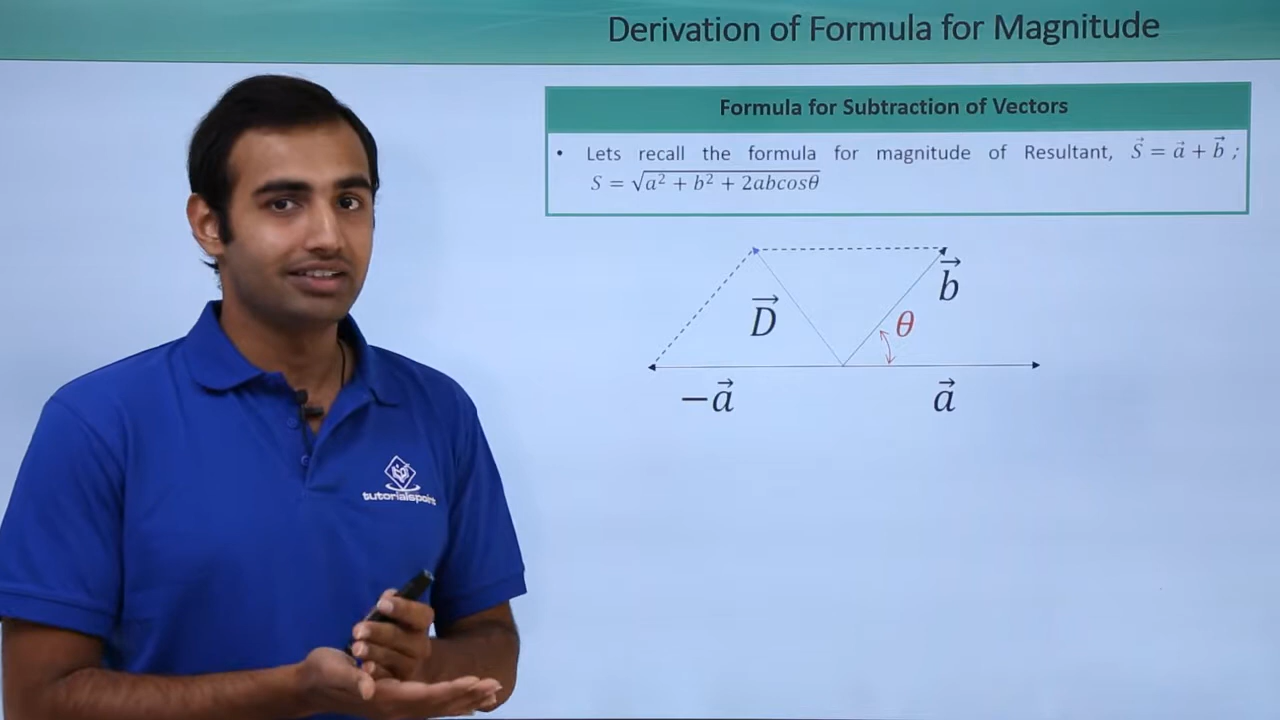 Derivation of Formula for Magnitude
Formula for Subtraction of Vectors
• Lets recall the formula for magnitude of Resultant, S⃗ = a⃗ + b⃗ ;
S = √(a² + b² + 2abcosθ)
b⃗
D⃗
θ
−a⃗
a⃗
tutorialspoint